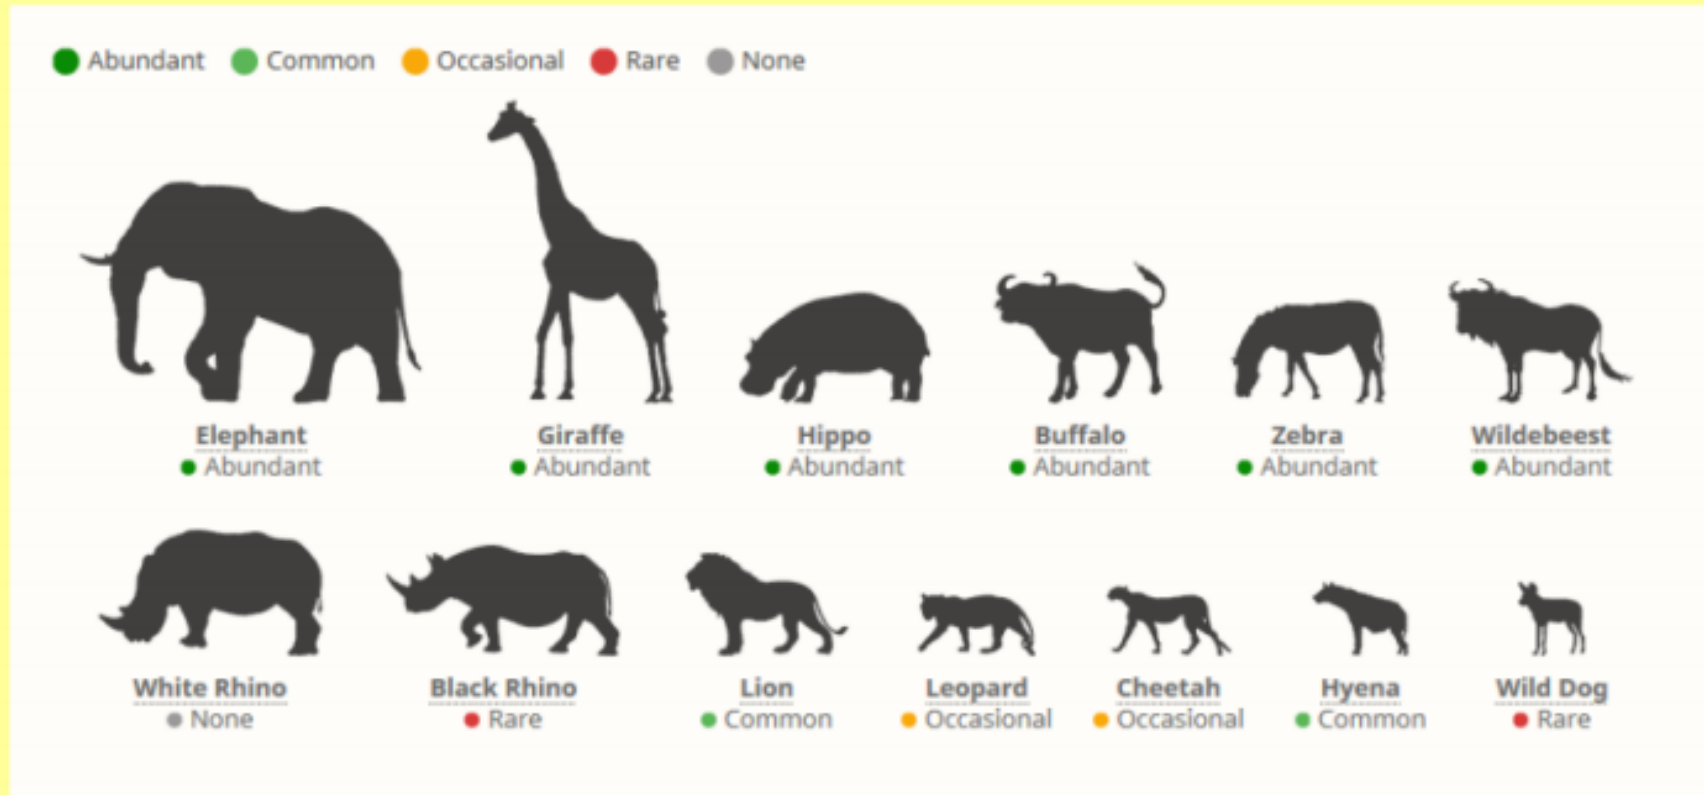 Abundant Common Occasional Rare None
Elephant Giraffe Hippo Buffalo Zebra Wildebeest
Abundant Abundant Abundant Abundant Abundant Abundant
White Rhino Black Rhino Lion Leopard Cheetah Hyena Wild Dog
None Rare Common Occasional Occasional Common Rare